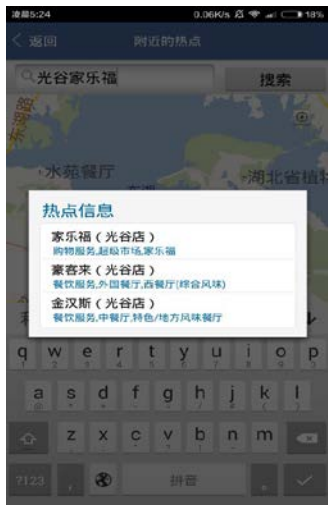 凌晨5:24
0.06K/s
18%
返回
附近的热点
光谷家乐福
搜索
东湖路
水苑餐厅
湖北省植物
热点信息
家乐福（光谷店）
购物服务,超级市场,家乐福
豪客来（光谷店）
餐饮服务,外国餐厅,西餐厅(综合风味)
金汉斯（光谷店）
餐饮服务,中餐厅,特色/地方风味餐厅
q w e r t y u i o p
a s d f g h j k l
z x c v b n m
?123 , 拼音 。